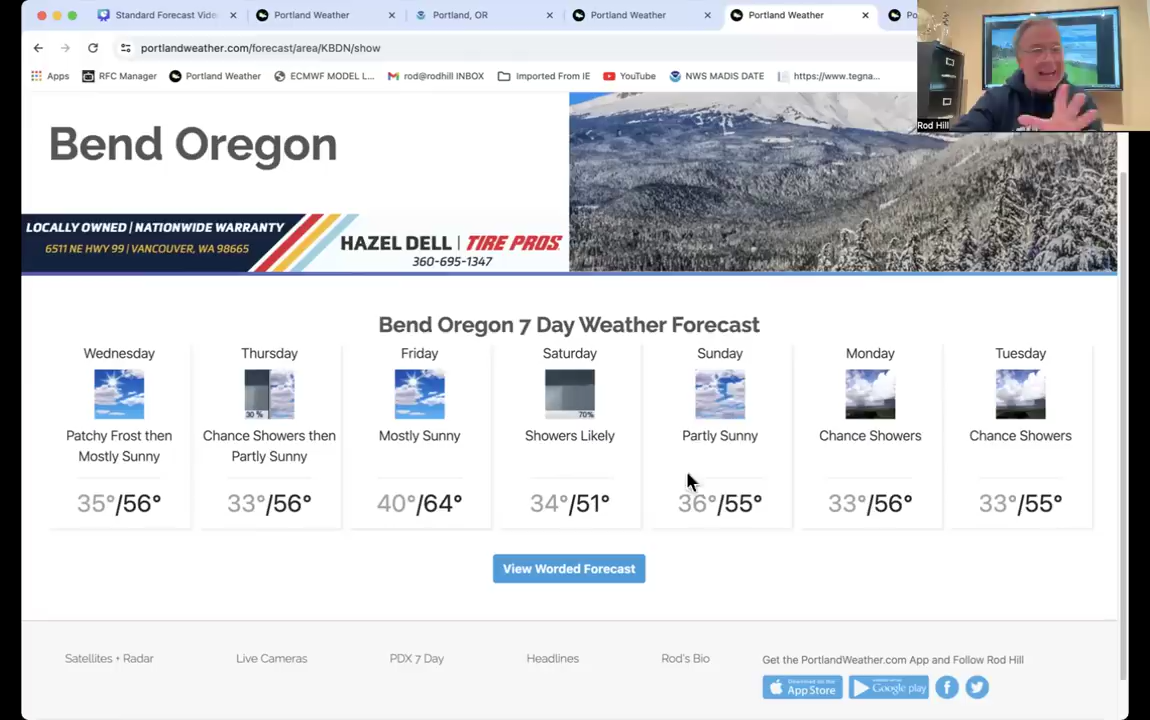 Standard Forecast Vide
Portland Weather
Portland, OR
Portland Weather
Portland Weather
Po
portlandweather.com/forecast/area/KBDN/show
Apps
RFC Manager
Portland Weather
ECMWF MODEL L...
rod@rodhill INBOX
Imported From IE
YouTube
NWS MADIS DATE
https://www.tegna...
Rod Hill
Bend Oregon
LOCALLY OWNED | NATIONWIDE WARRANTY
6511 NE HWY 99 | VANCOUVER, WA 98665
HAZEL DELL | TIRE PROS
360-695-1347
Bend Oregon 7 Day Weather Forecast
Wednesday Thursday Friday Saturday Sunday Monday Tuesday
30 % 70%
Patchy Frost then Chance Showers then Mostly Sunny Showers Likely Partly Sunny Chance Showers Chance Showers
Mostly Sunny Partly Sunny
35°/56° 33°/56° 40°/64° 34°/51° 36°/55° 33°/56° 33°/55°
View Worded Forecast
Satellites + Radar
Live Cameras
PDX 7 Day
Headlines
Rod's Bio
Get the PortlandWeather.com App and Follow Rod Hill
Download on the
App Store
Google play